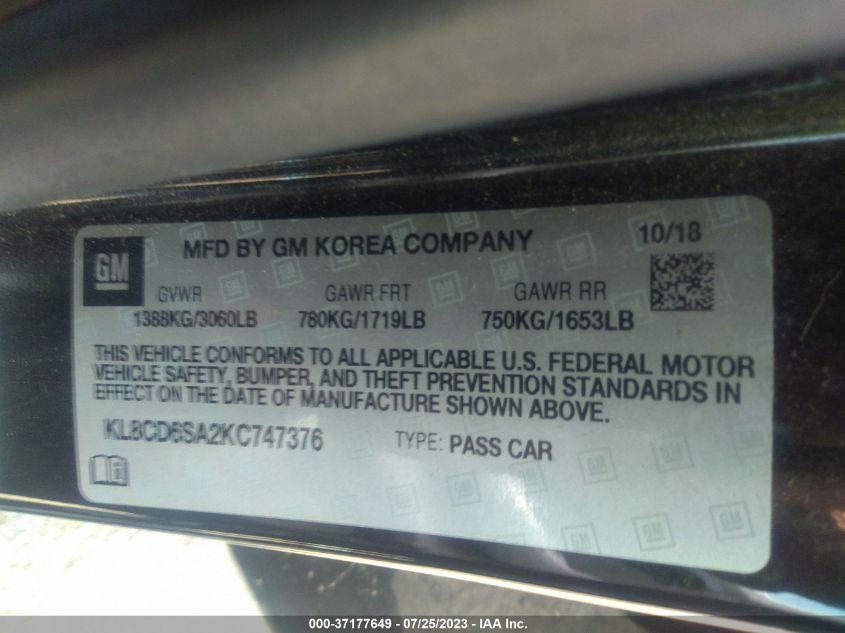 MFD BY GM KOREA COMPANY 10/18
GM
GVWR GAWR FRT GAWR RR
1388KG/3060LB 780KG/1719LB 750KG/1653LB
THIS VEHICLE CONFORMS TO ALL APPLICABLE U.S. FEDERAL MOTOR
VEHICLE SAFETY, BUMPER, AND THEFT PREVENTION STANDARDS IN
EFFECT ON THE DATE OF MANUFACTURE SHOWN ABOVE.
KL8CD6SA2KC747376 TYPE: PASS CAR
000-37177649 / 07/25/2023 - IAA Inc.